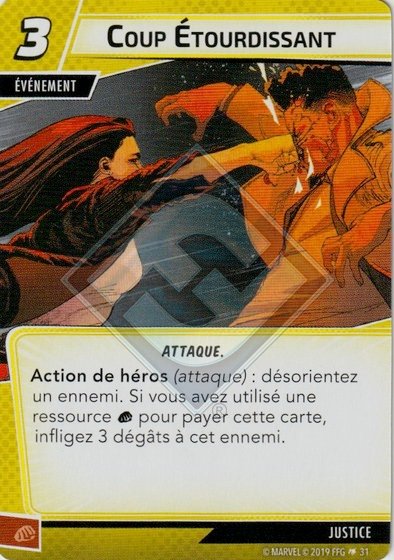 3
COUP ÉTOURDISSANT
ÉVÉNEMENT
ATTAQUE.
Action de héros (attaque) : désorientez
un ennemi. Si vous avez utilisé une
ressource pour payer cette carte,
infligez 3 dégâts à cet ennemi.
JUSTICE
© MARVEL © 2019 FFG 31